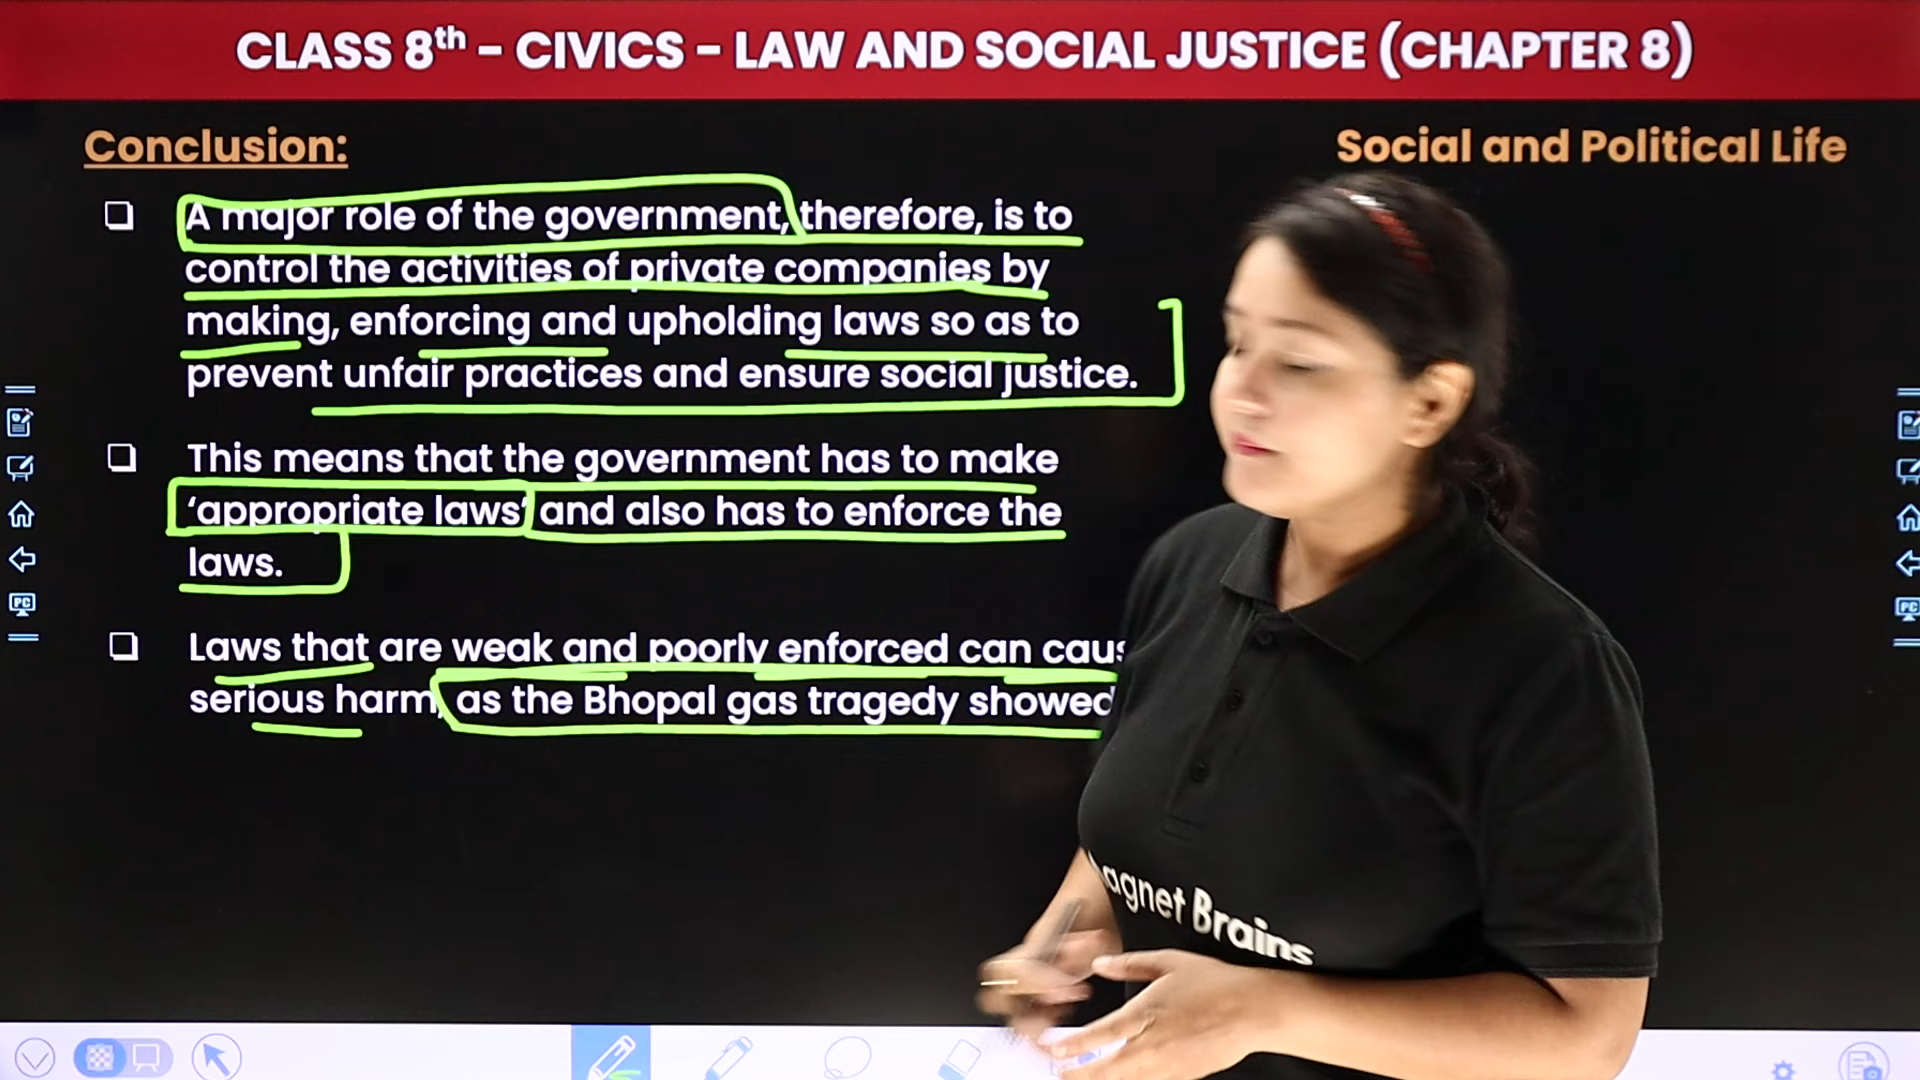 CLASS 8th - CIVICS - LAW AND SOCIAL JUSTICE (CHAPTER 8)
Conclusion:
Social and Political Life
❑ A major role of the government, therefore, is to
control the activities of private companies by
making, enforcing and upholding laws so as to
prevent unfair practices and ensure social justice.
❑ This means that the government has to make
‘appropriate laws’ and also has to enforce the
laws.
❑ Laws that are weak and poorly enforced can
serious harm, as the Bhopal gas tragedy showed
Brains
PC
PC